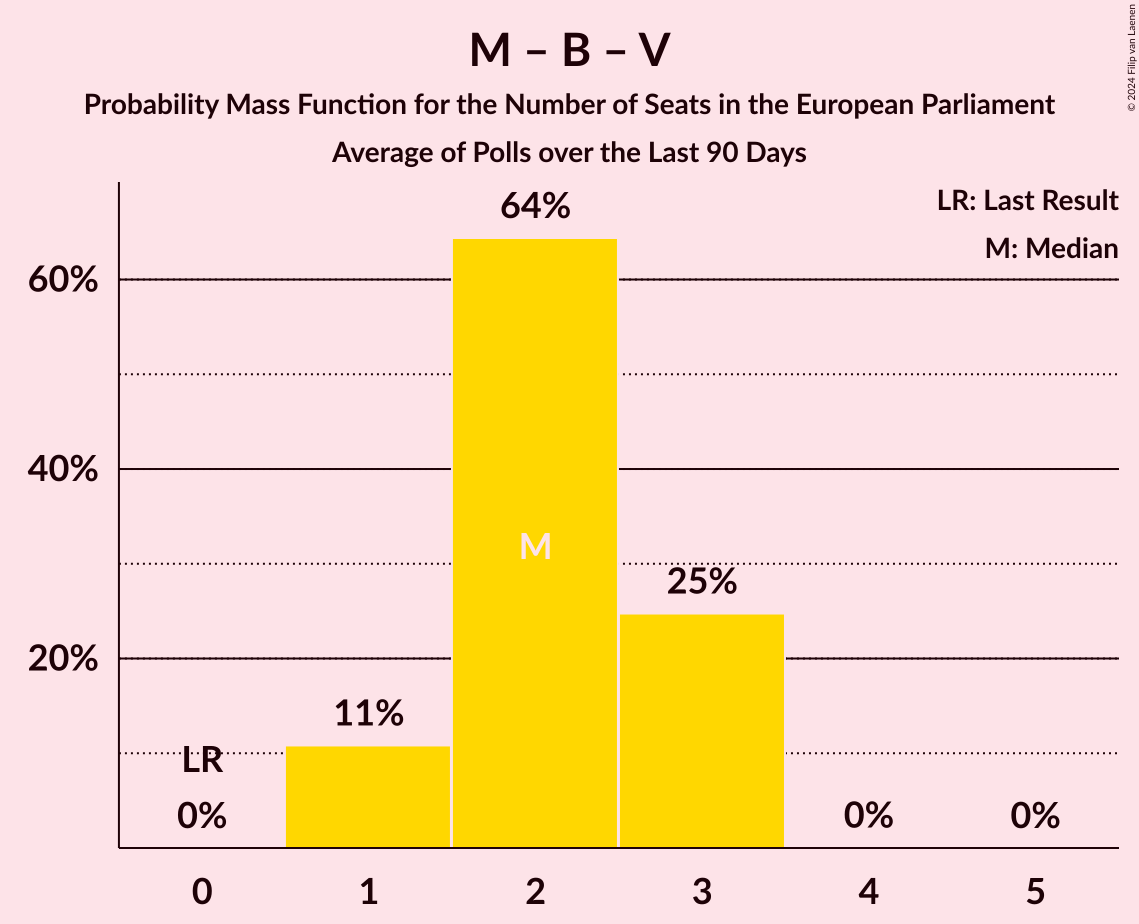 M – B – V
Probability Mass Function for the Number of Seats in the European Parliament
Average of Polls over the Last 90 Days
© 2024 Filip van Laenen
LR: Last Result
M: Median
60%
40%
20%
LR
0%
11%
64%
M
25%
0%
0%
0
1
2
3
4
5